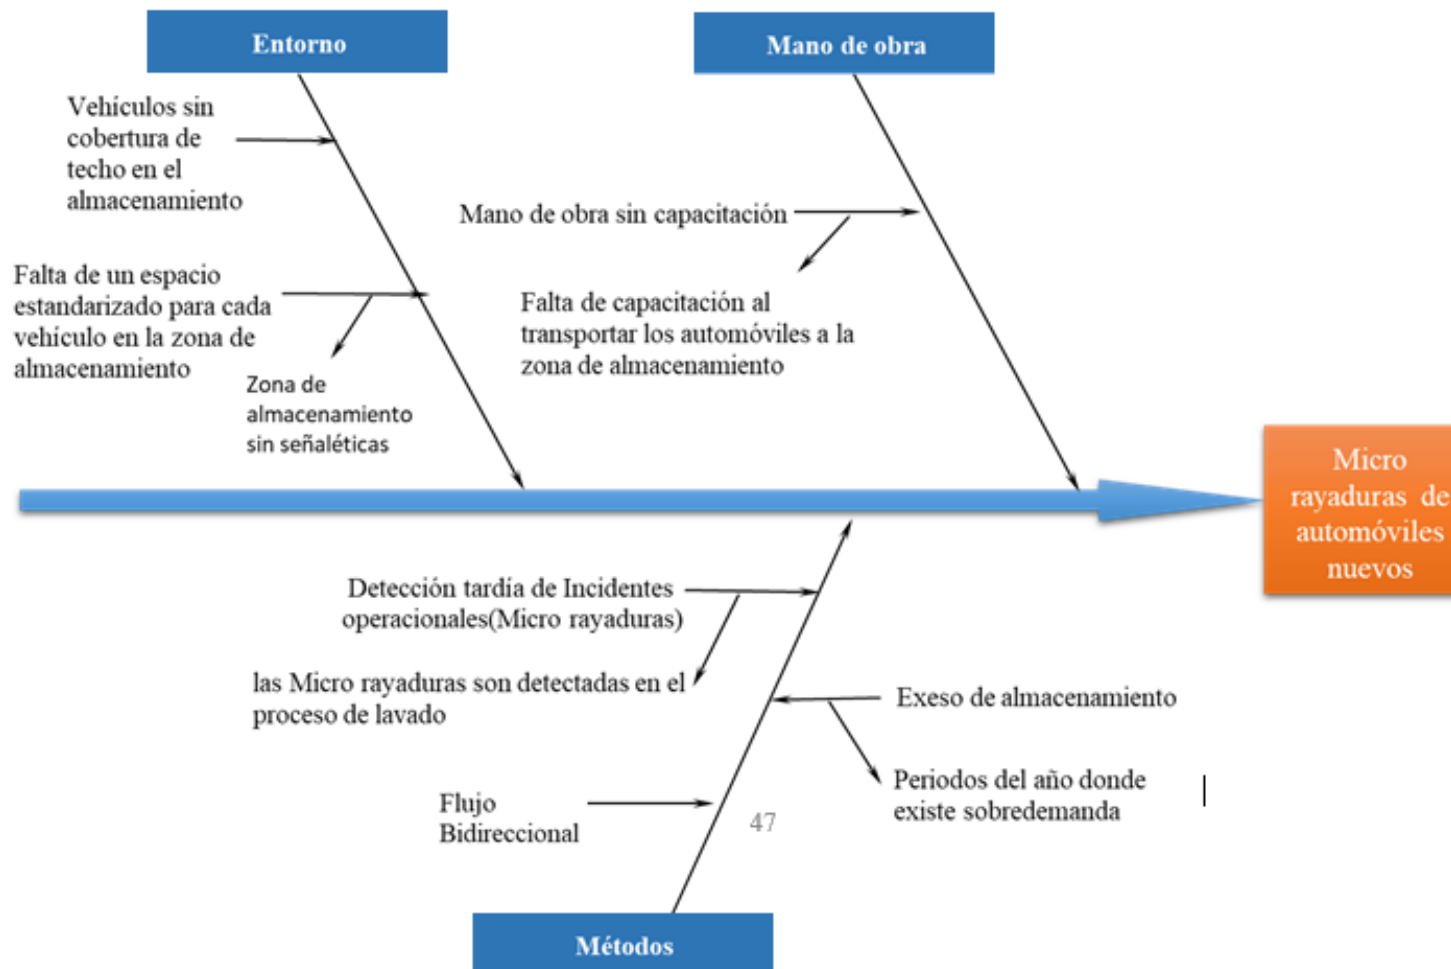 Entorno
Mano de obra
Vehículos sin
cobertura de
techo en el
almacenamiento
Mano de obra sin capacitación
Falta de un espacio
estandarizado para cada
vehículo en la zona de
almacenamiento
Falta de capacitación al
transportar los automóviles a la
zona de almacenamiento
Zona de
almacenamiento
sin señaléticas
Micro
rayaduras de
automóviles
nuevos
Detección tardía de Incidentes
operacionales(Micro rayaduras)
las Micro rayaduras son detectadas en el
proceso de lavado
Exeso de almacenamiento
Periodos del año donde
existe sobredemanda
Flujo
Bidireccional
47
Métodos